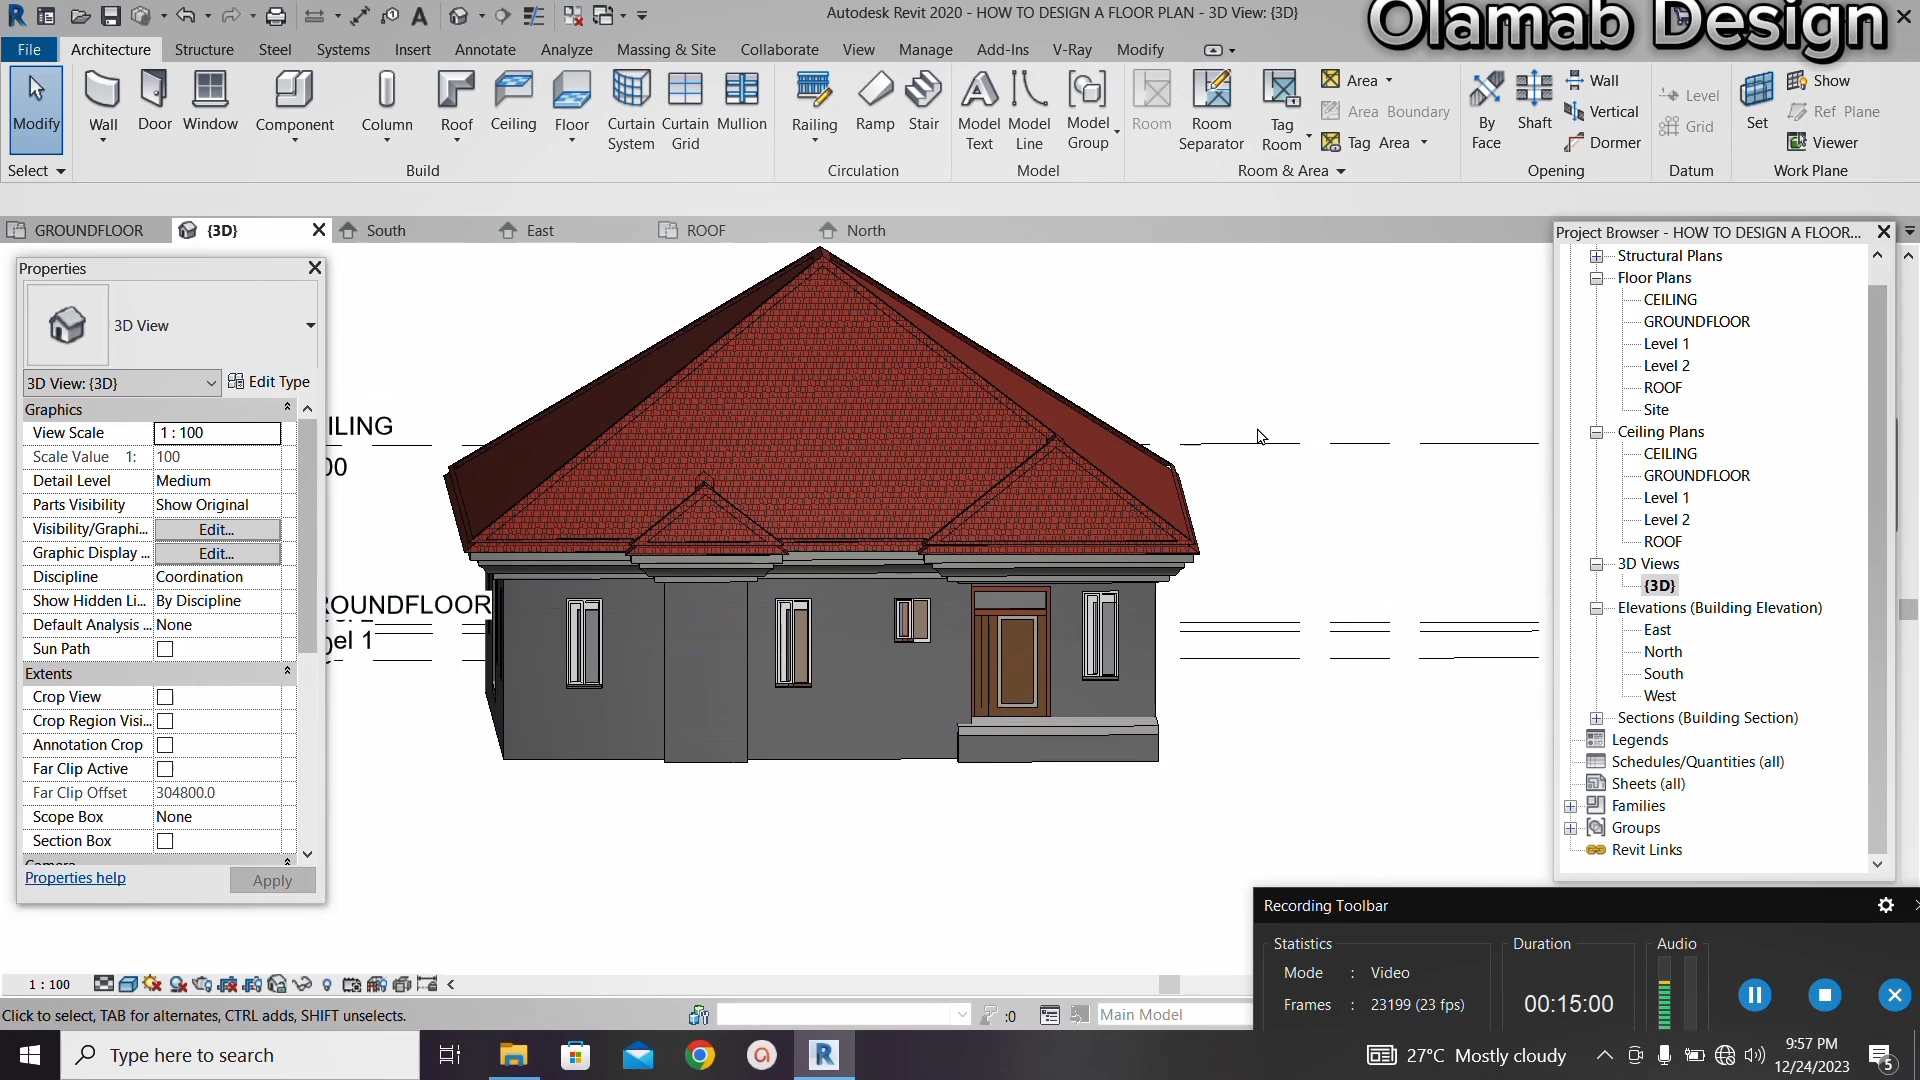 Autodesk Revit 2020 - HOW TO DESIGN A FLOOR PLAN - 3D View: {3D}
Olamab Design
File Architecture Structure Steel Systems Insert Annotate Analyze Massing & Site Collaborate View Manage Add-Ins V-Ray Modify
Modify Wall Door Window Component Column Roof Ceiling Floor Curtain System Curtain Grid Mullion Railing Ramp Stair Model Text Model Line Model Group Room Room Separator Tag Room
Area
Area Boundary
Tag Area
By Face Shaft
Wall
Vertical
Dormer
Level
Grid
Set
Show
Ref Plane
Viewer
Select Build Circulation Model Room & Area Opening Datum Work Plane
GROUNDFLOOR {3D} South East ROOF North
Properties
3D View
3D View: {3D} Edit Type
Graphics
View Scale 1 : 100
Scale Value 1: 100
Detail Level Medium
Parts Visibility Show Original
Visibility/Graphi... Edit...
Graphic Display ... Edit...
Discipline Coordination
Show Hidden Li... By Discipline
Default Analysis ... None
Sun Path
Extents
Crop View
Crop Region Visi...
Annotation Crop
Far Clip Active
Far Clip Offset 304800.0
Scope Box None
Section Box
Camera
Properties help Apply
ILING
00
ROUNDFLOOR
el 1
Project Browser - HOW TO DESIGN A FLOOR...
Structural Plans
Floor Plans
CEILING
GROUNDFLOOR
Level 1
Level 2
ROOF
Site
Ceiling Plans
CEILING
GROUNDFLOOR
Level 1
Level 2
ROOF
3D Views
{3D}
Elevations (Building Elevation)
East
North
South
West
Sections (Building Section)
Legends
Schedules/Quantities (all)
Sheets (all)
Families
Groups
Revit Links
Recording Toolbar
Statistics Duration Audio
Mode : Video
Frames : 23199 (23 fps)
00:15:00
1 : 100
Click to select, TAB for alternates, CTRL adds, SHIFT unselects.
:0
Main Model
Type here to search
27°C Mostly cloudy
9:57 PM
12/24/2023
5